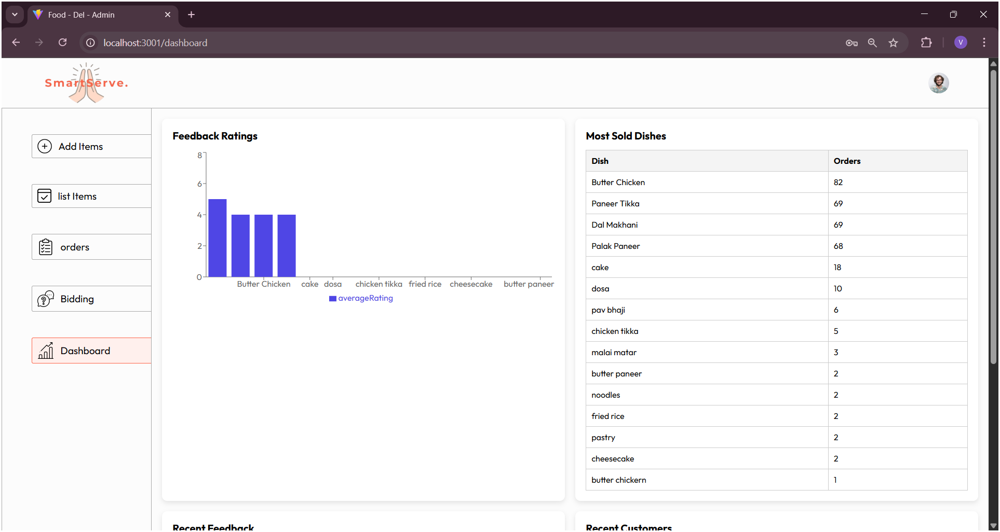 Food - Del - Admin
localhost:3001/dashboard
V
SmartServe.
Add Items
list Items
orders
Bidding
Dashboard
Feedback Ratings
8
6
4
2
0
Butter Chicken cake dosa chicken tikka fried rice cheesecake butter paneer
averageRating
Most Sold Dishes
Dish Orders
Butter Chicken 82
Paneer Tikka 69
Dal Makhani 69
Palak Paneer 68
cake 18
dosa 10
pav bhaji 6
chicken tikka 5
malai matar 3
butter paneer 2
noodles 2
fried rice 2
pastry 2
cheesecake 2
butter chickern 1
Recent Feedback
Recent Customers